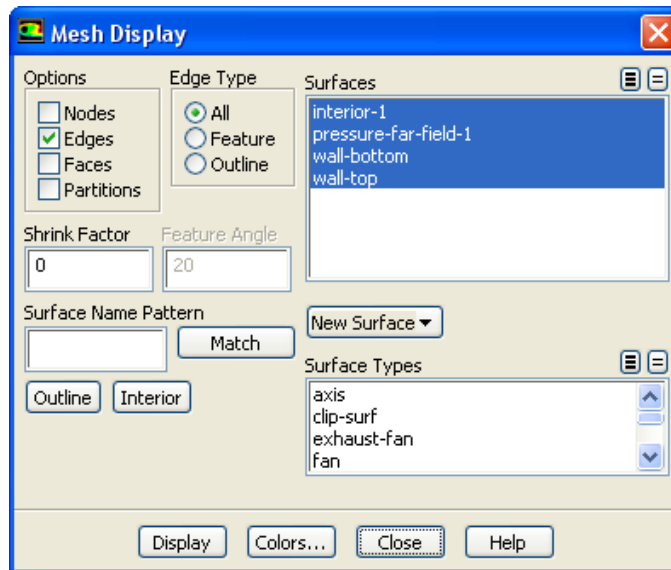 Mesh Display
Options
Nodes
Edges
Faces
Partitions
Edge Type
All
Feature
Outline
Surfaces
interior-1
pressure-far-field-1
wall-bottom
wall-top
Shrink Factor
0
Feature Angle
20
Surface Name Pattern
Match
Outline Interior
New Surface
Surface Types
axis
clip-surf
exhaust-fan
fan
Display Colors... Close Help